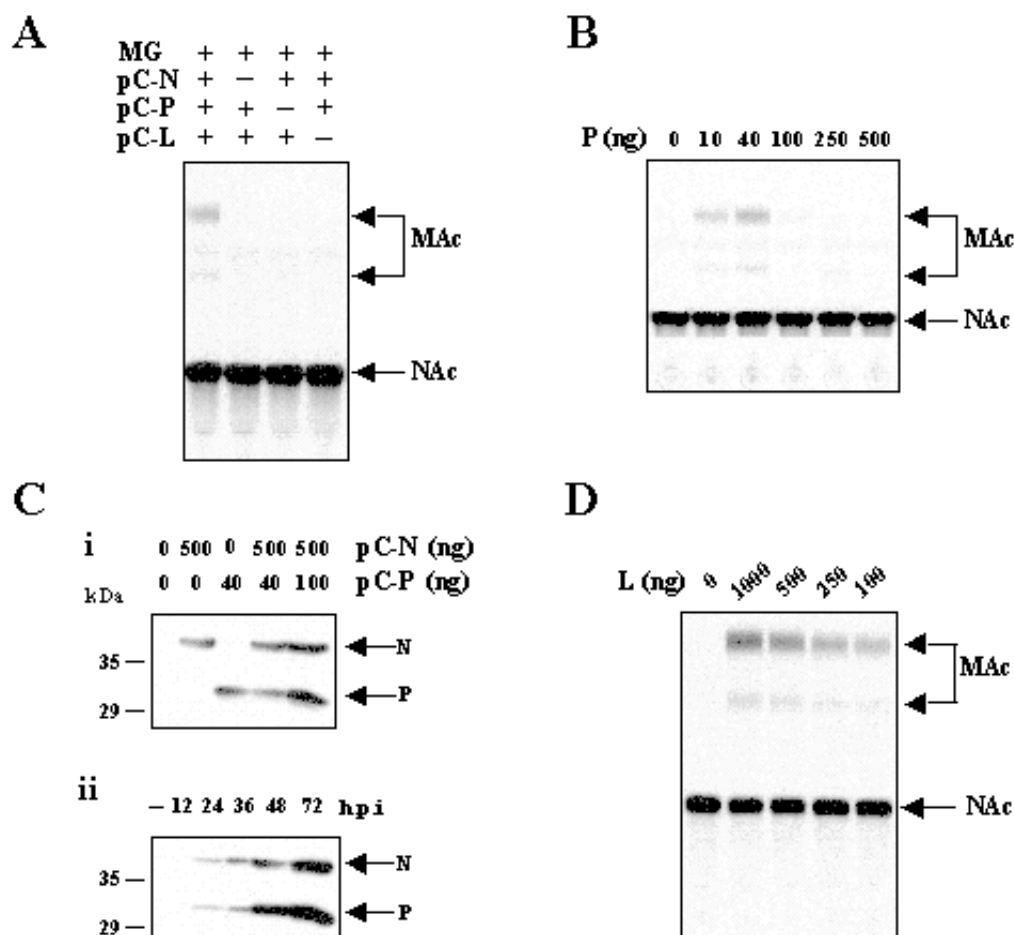 A
MG + + + +
pC-N + – + +
pC-P + + – +
pC-L + + + –
MAc
NAc
B
P (ng) 0 10 40 100 250 500
MAc
NAc
C
i
0 500 0 500 500 pC-N (ng)
0 0 40 40 100 pC-P (ng)
kDa
N
35
P
29
ii
– 12 24 36 48 72 hpi
N
35
P
29
D
L (ng) 0 1000 500 250 100
MAc
NAc